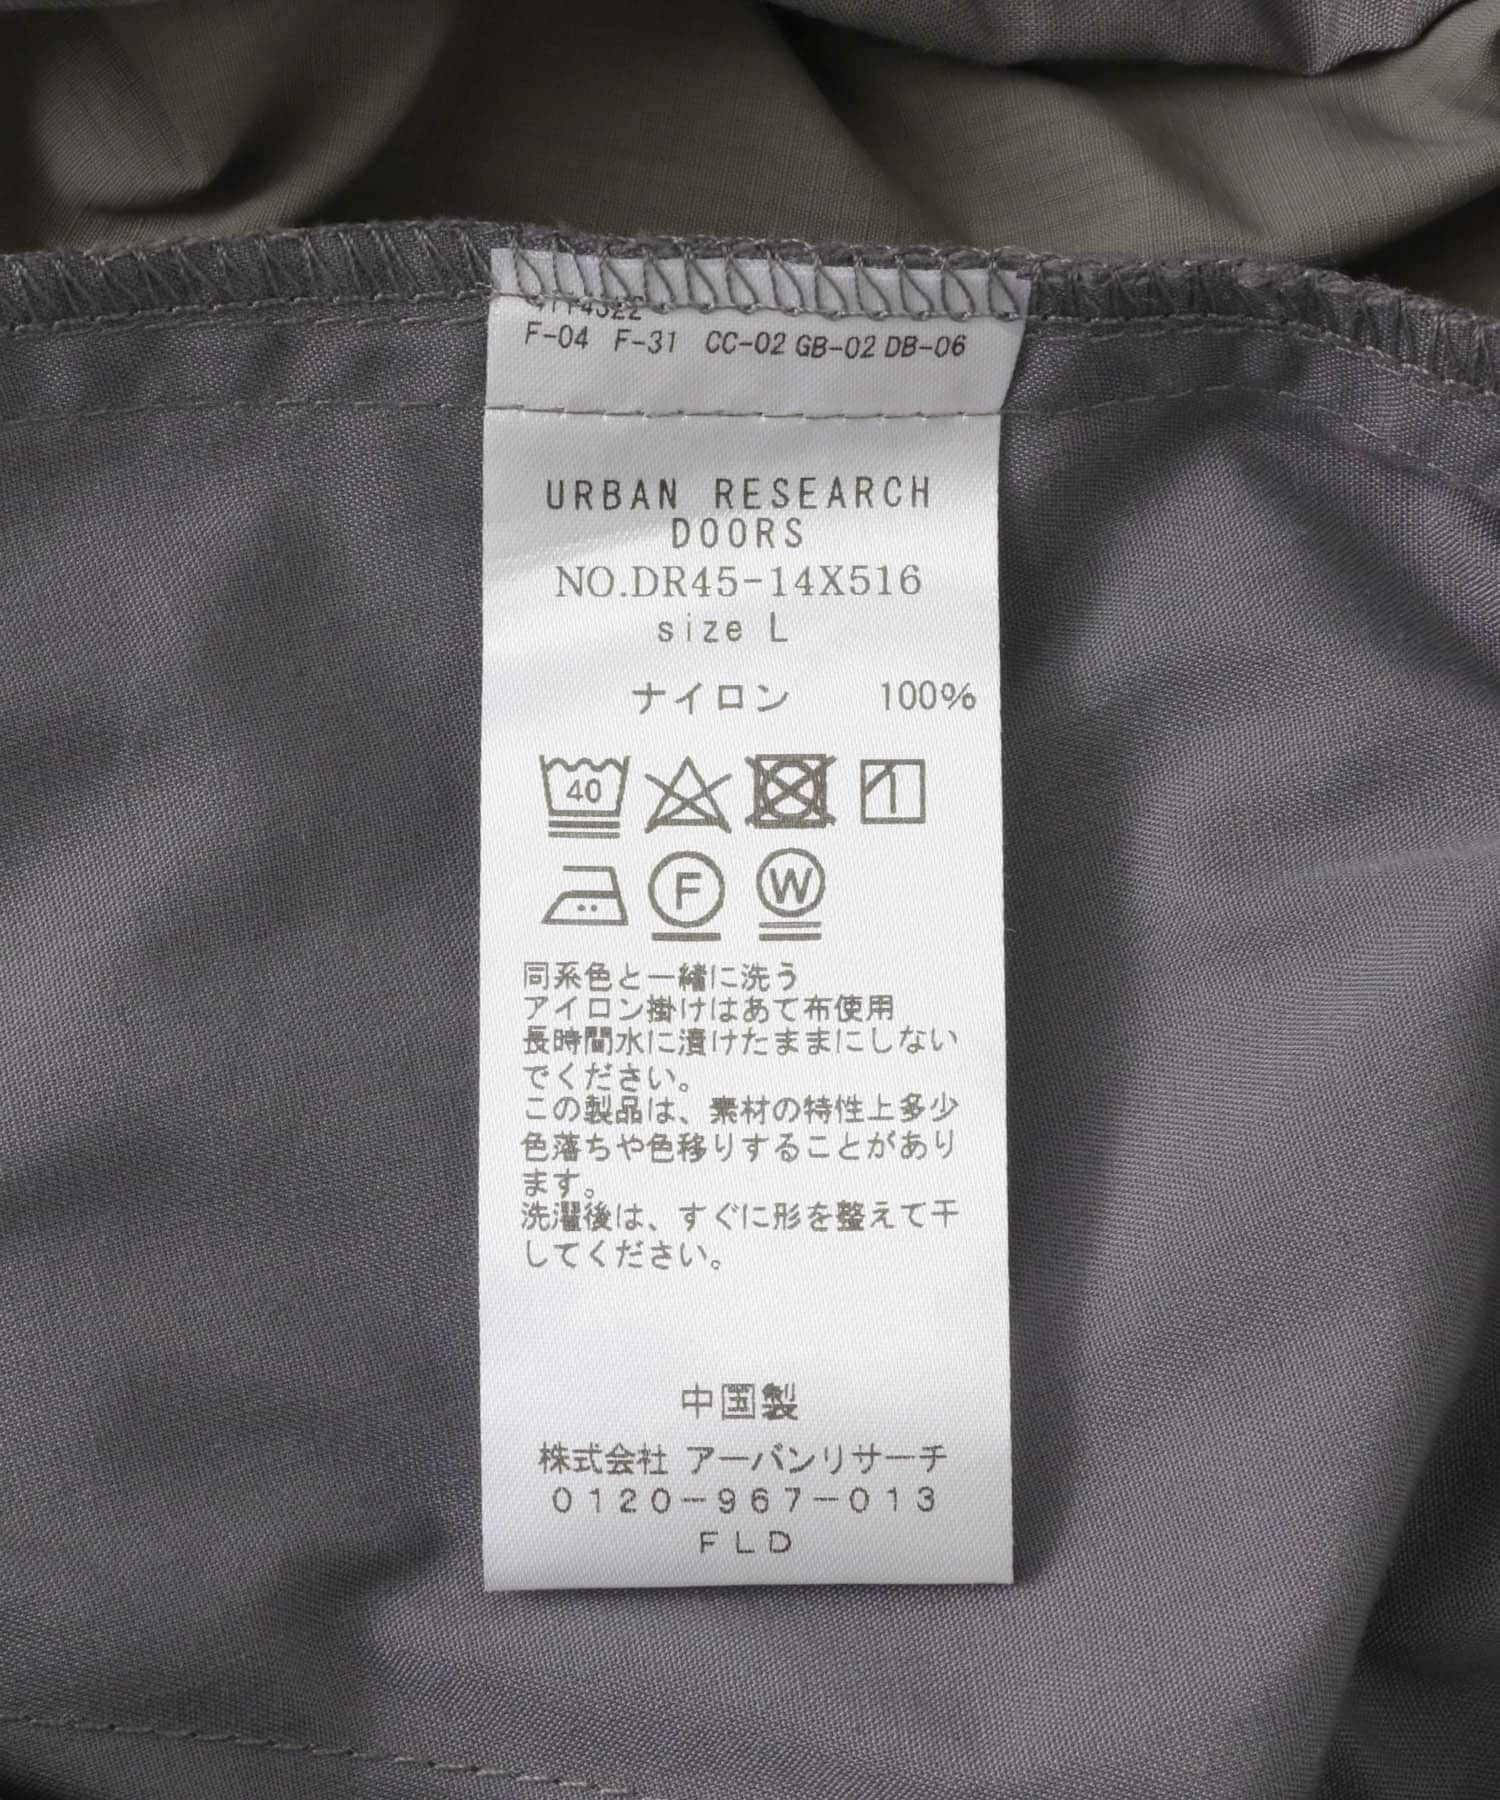 F-04 F-31 CC-02 GB-02 DB-06
URBAN RESEARCH
DOORS
NO.DR45-14X516
size L
ナイロン 100%
40
F W
同系色と一緒に洗う
アイロン掛けはあて布使用
長時間水に漬けたままにしない
でください。
この製品は、素材の特性上多少
色落ちや色移りすることがあり
ます。
洗濯後は、すぐに形を整えて干
してください。
中国製
株式会社 アーバンリサーチ
0120-967-013
FLD